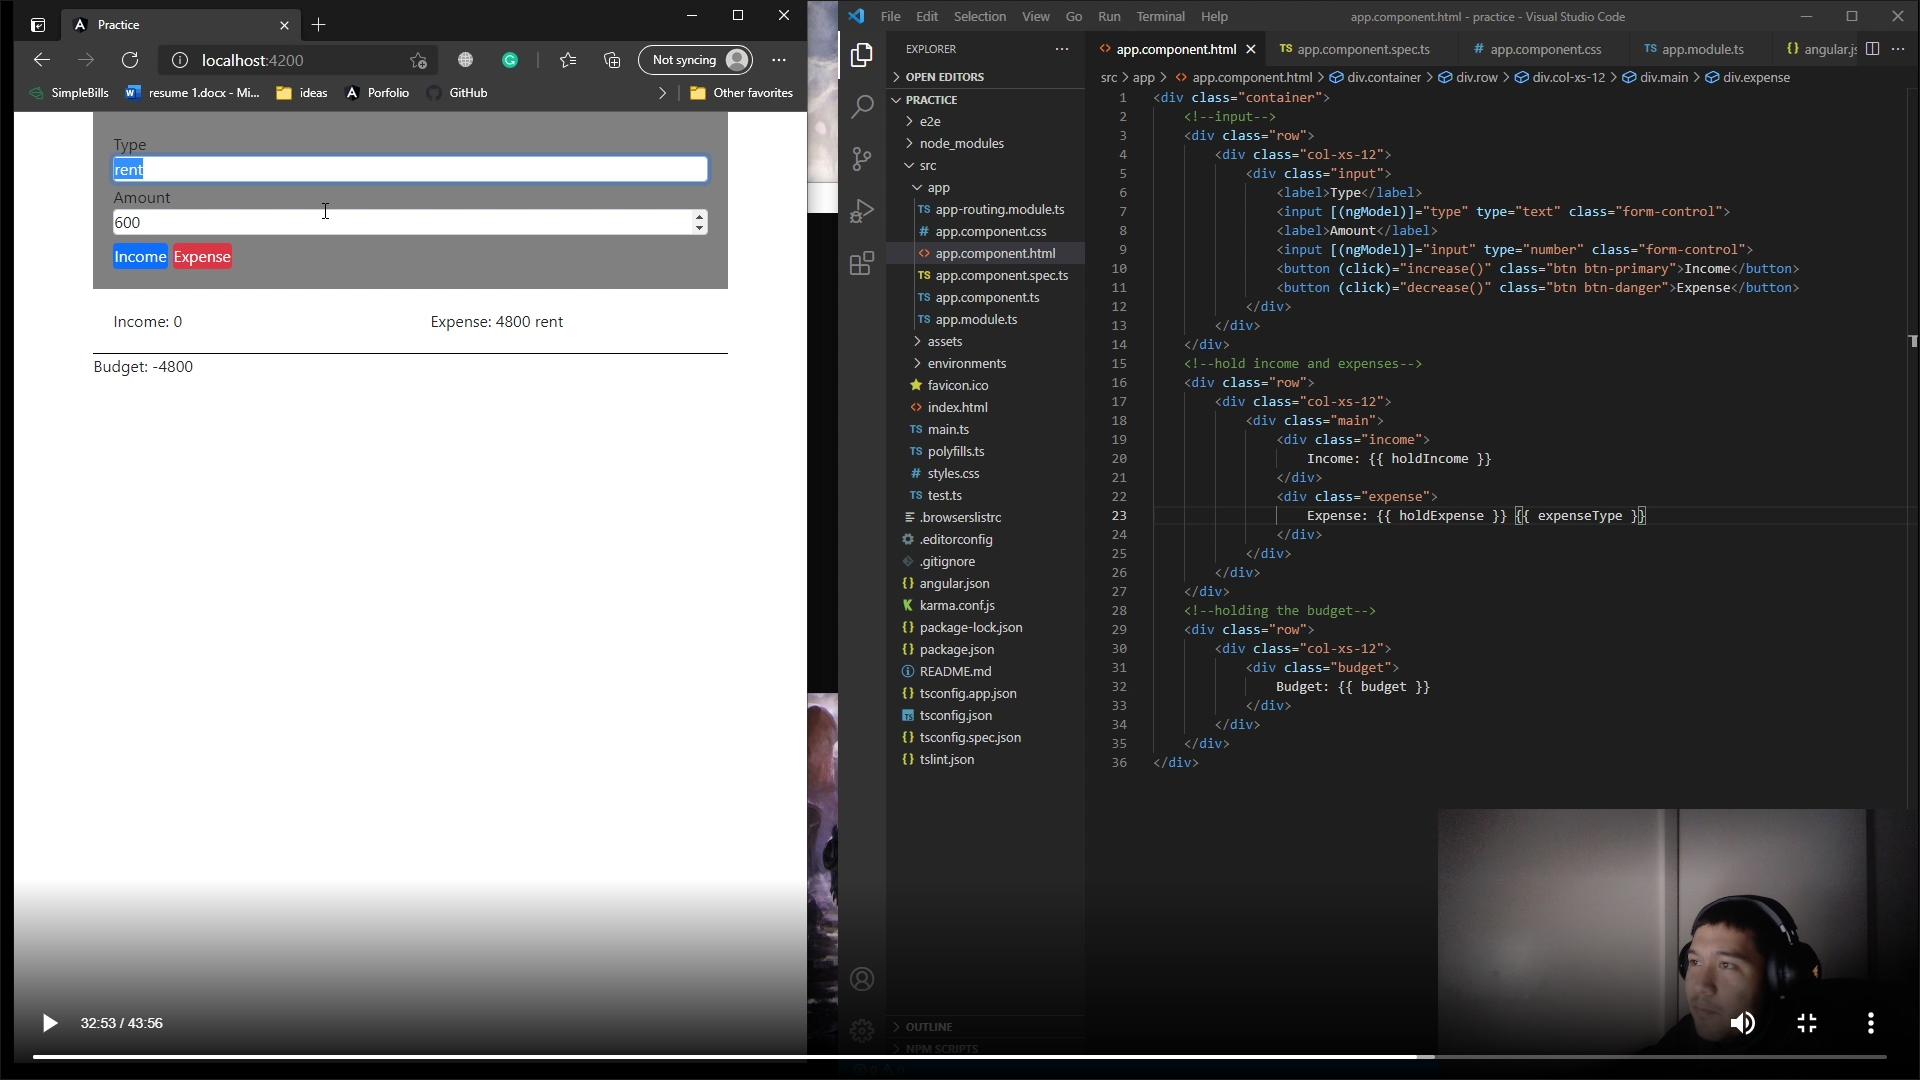 Practice
localhost:4200
Not syncing
SimpleBills
resume 1.docx - Mi...
ideas
Porfolio
GitHub
Other favorites
Type
rent
Amount
600
Income Expense
Income: 0
Expense: 4800 rent
Budget: -4800
File Edit Selection View Go Run Terminal Help
app.component.html - practice - Visual Studio Code
EXPLORER
OPEN EDITORS
PRACTICE
e2e
node_modules
src
app
TS app-routing.module.ts
# app.component.css
<> app.component.html
TS app.component.spec.ts
TS app.component.ts
TS app.module.ts
assets
environments
favicon.ico
<> index.html
TS main.ts
TS polyfills.ts
# styles.css
TS test.ts
.browserslistrc
.editorconfig
.gitignore
{} angular.json
karma.conf.js
{} package-lock.json
{} package.json
README.md
{} tsconfig.app.json
TS tsconfig.json
{} tsconfig.spec.json
{} tslint.json
OUTLINE
NPM SCRIPTS
<> app.component.html
TS app.component.spec.ts
# app.component.css
TS app.module.ts
{} angular.js
src > app > <> app.component.html > div.container > div.row > div.col-xs-12 > div.main > div.expense
1 <div class="container">
2 <!--input-->
3 <div class="row">
4 <div class="col-xs-12">
5 <div class="input">
6 <label>Type</label>
7 <input [(ngModel)]="type" type="text" class="form-control">
8 <label>Amount</label>
9 <input [(ngModel)]="input" type="number" class="form-control">
10 <button (click)="increase()" class="btn btn-primary">Income</button>
11 <button (click)="decrease()" class="btn btn-danger">Expense</button>
12 </div>
13 </div>
14 </div>
15 <!--hold income and expenses-->
16 <div class="row">
17 <div class="col-xs-12">
18 <div class="main">
19 <div class="income">
20 Income: {{ holdIncome }}
21 </div>
22 <div class="expense">
23 Expense: {{ holdExpense }} {{ expenseType }}
24 </div>
25 </div>
26 </div>
27 </div>
28 <!--holding the budget-->
29 <div class="row">
30 <div class="col-xs-12">
31 <div class="budget">
32 Budget: {{ budget }}
33 </div>
34 </div>
35 </div>
36 </div>
32:53 / 43:56